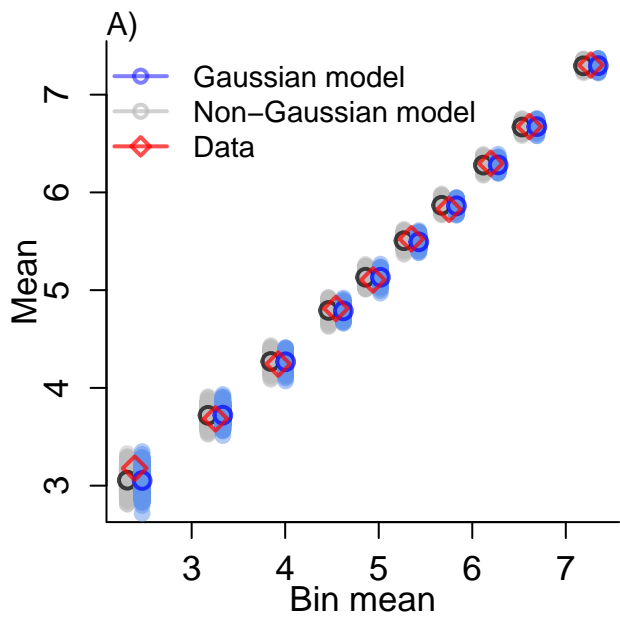 A)
Gaussian model
Non−Gaussian model
Data
Mean
7
6
5
4
3
3 4 5 6 7
Bin mean